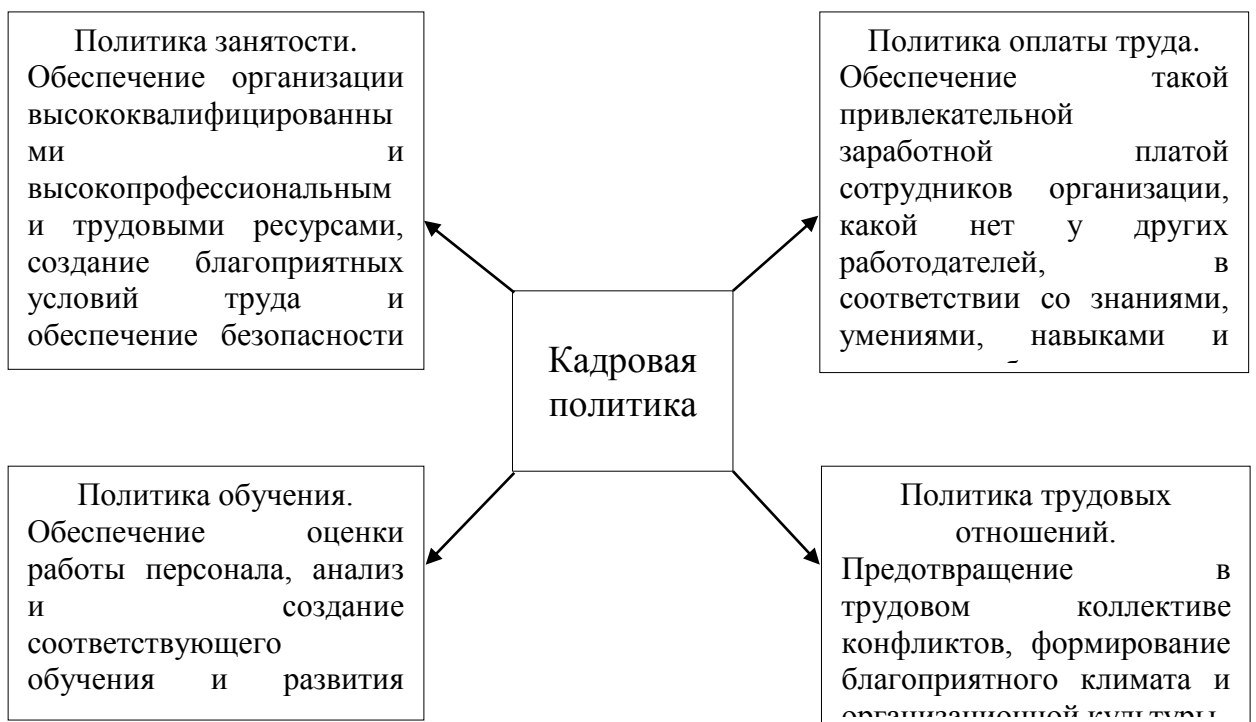 Политика занятости.
Обеспечение организации
высококвалифицированны
ми и
высокопрофессиональным
и трудовыми ресурсами,
создание благоприятных
условий труда и
обеспечение безопасности
Политика оплаты труда.
Обеспечение такой
привлекательной
заработной платой
сотрудников организации,
какой нет у других
работодателей, в
соответствии со знаниями,
умениями, навыками и
Кадровая
политика
Политика обучения.
Обеспечение оценки
работы персонала, анализ
и создание
соответствующего
обучения и развития
Политика трудовых
отношений.
Предотвращение в
трудовом коллективе
конфликтов, формирование
благоприятного климата и
организационной культуры